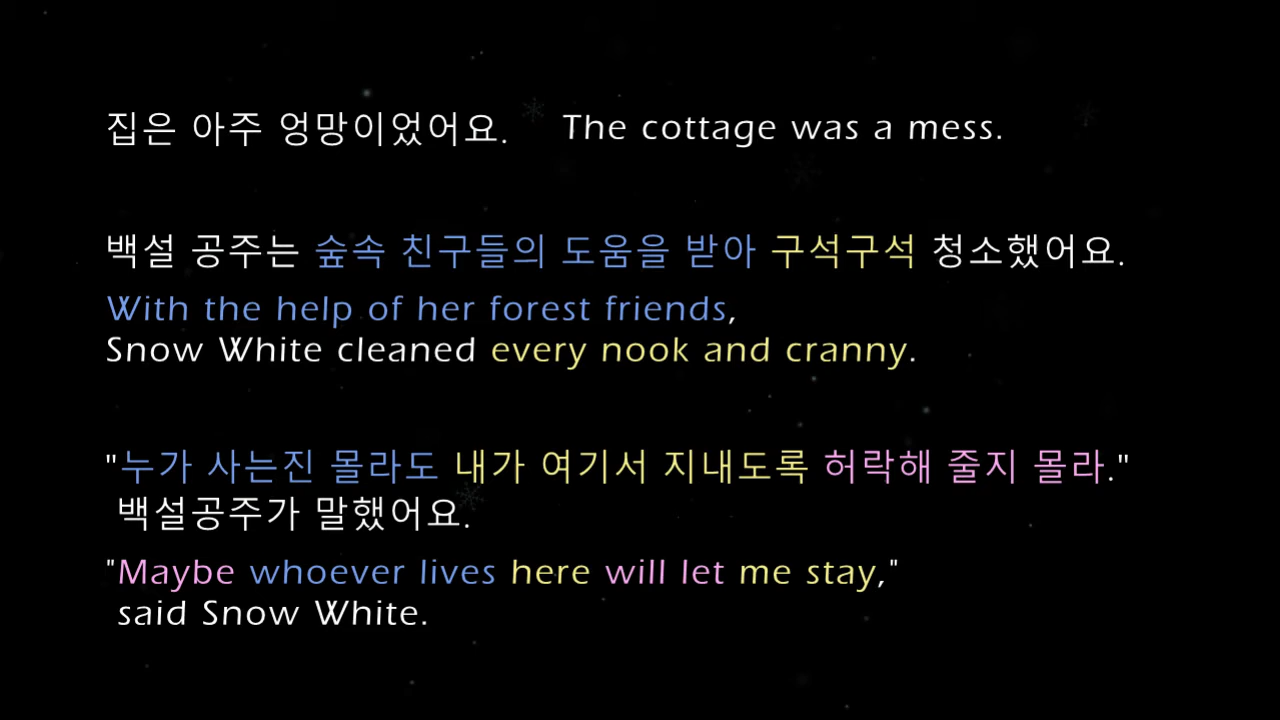 집은 아주 엉망이었어요. The cottage was a mess.
백설 공주는 숲속 친구들의 도움을 받아 구석구석 청소했어요.
With the help of her forest friends,
Snow White cleaned every nook and cranny.
"누가 사는진 몰라도 내가 여기서 지내도록 허락해 줄지 몰라."
백설공주가 말했어요.
"Maybe whoever lives here will let me stay,"
said Snow White.